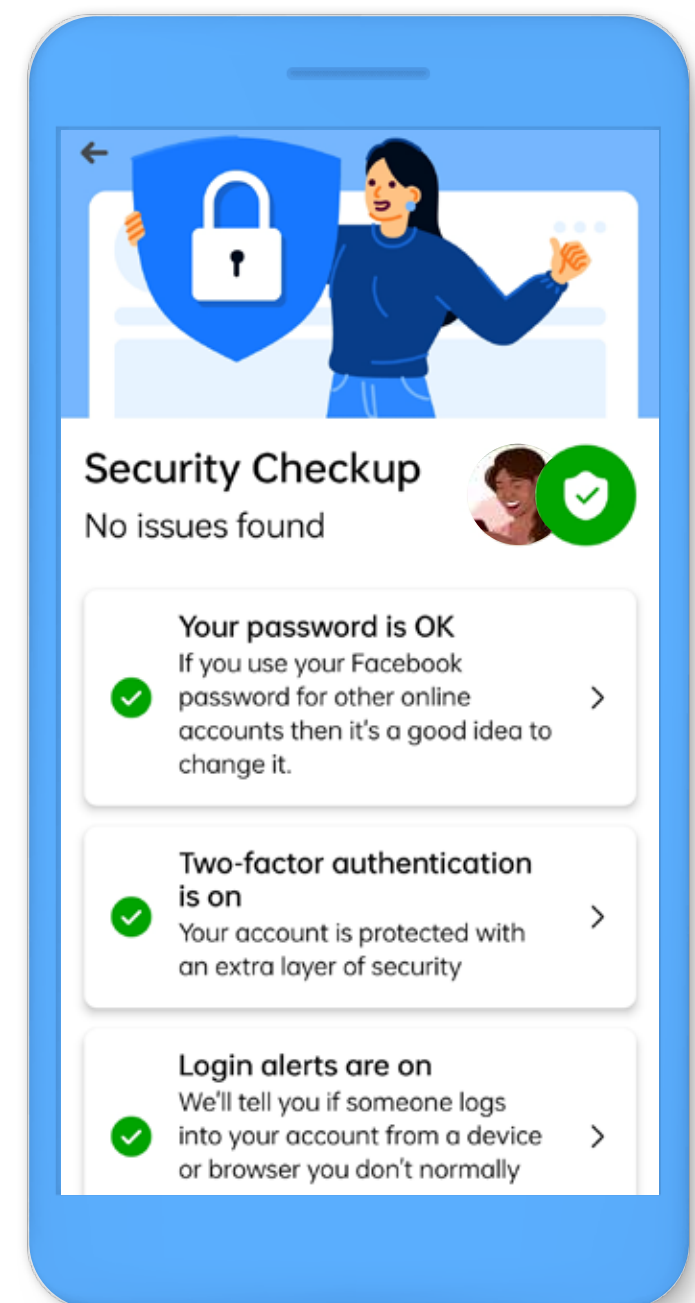 Security Checkup
No issues found
Your password is OK
If you use your Facebook
password for other online
accounts then it's a good idea to
change it.
Two-factor authentication
is on
Your account is protected with
an extra layer of security
Login alerts are on
We'll tell you if someone logs
into your account from a device
or browser you don't normally